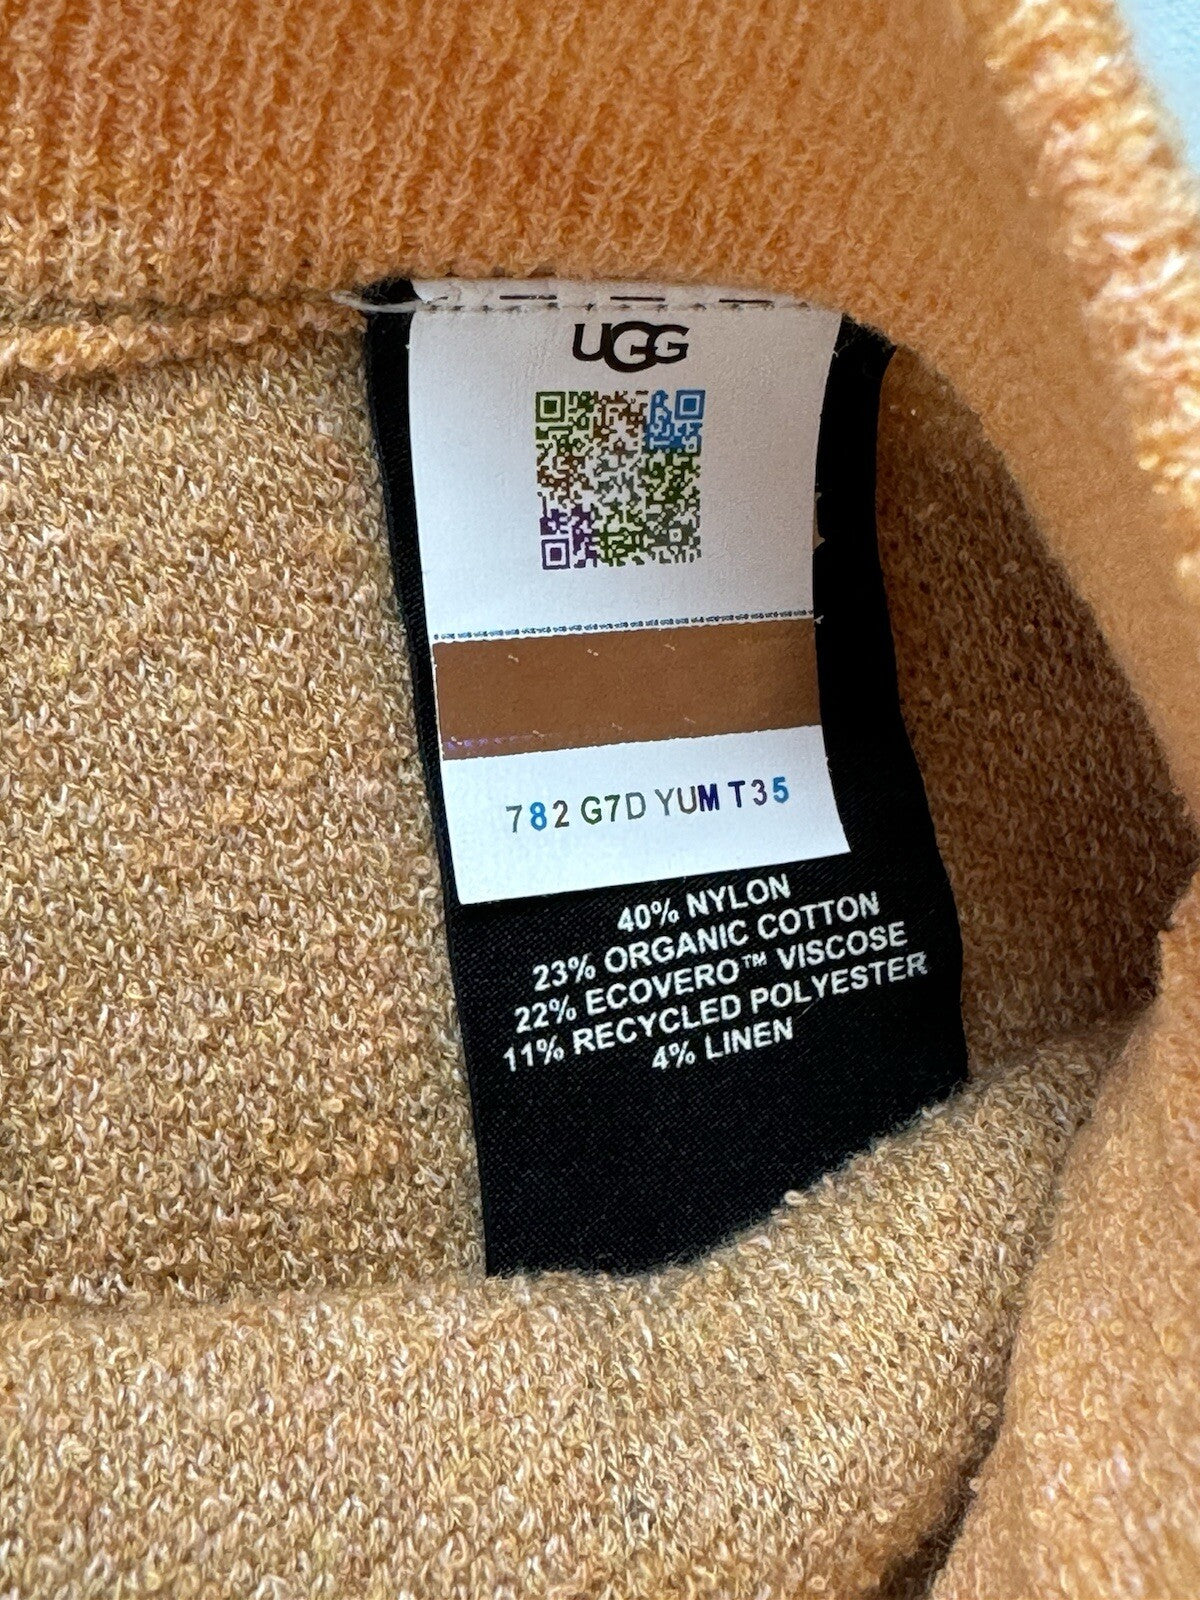 UGG
782 G7D YUM T35
40% NYLON
23% ORGANIC COTTON
22% ECOVERO™ VISCOSE
11% RECYCLED POLYESTER
4% LINEN